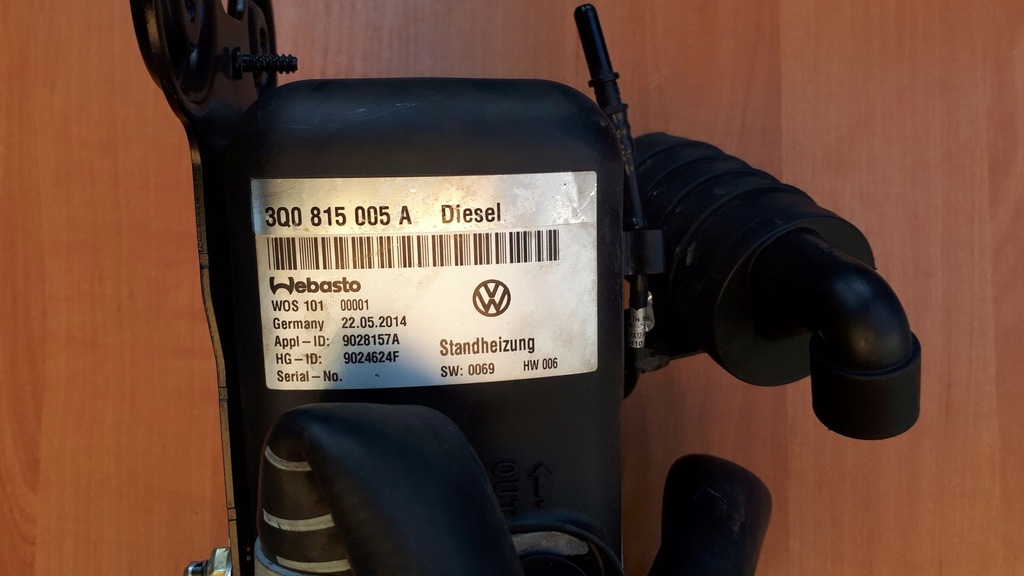 3Q0 815 005 A Diesel
Webasto
WOS 101 00001
Germany 22.05.2014
Appl-ID: 9028157A
HG-ID: 9024624F
Serial-No.
VW
Standheizung
SW: 0069 HW 006
OUT